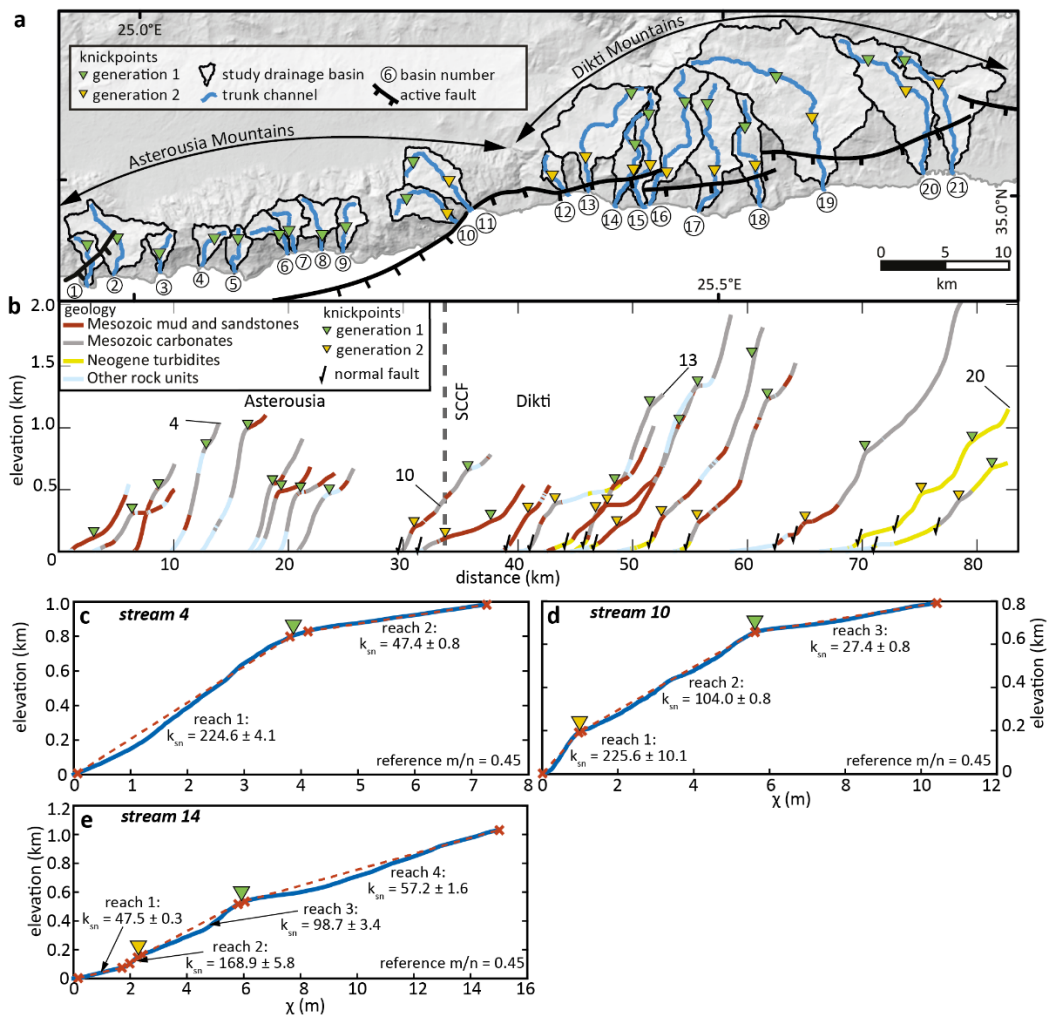 a
25.0°E
knickpoints
generation 1
generation 2
study drainage basin
trunk channel
6 basin number
active fault
Asterousia Mountains
Dikti Mountains
1
2
3
4
5
6
7
8
9
10
11
12
13
14
15
16
17
18
19
20
21
35.0°N
25.5°E
0 5 10
km
b
2.0
1.5
1.0
0.5
0
elevation (km)
geology
Mesozoic mud and sandstones
Mesozoic carbonates
Neogene turbidites
Other rock units
knickpoints
generation 1
generation 2
normal fault
Asterousia
SCCF
Dikti
4
10
13
20
0 10 20 30 40 50 60 70 80
distance (km)
c
stream 4
1.0
0.8
0.6
0.4
0.2
0
elevation (km)
reach 2:
ksn = 47.4 ± 0.8
reach 1:
ksn = 224.6 ± 4.1
reference m/n = 0.45
0 1 2 3 4 5 6 7 8
d
stream 10
0.8
0.6
0.4
0.2
0
elevation (km)
reach 3:
ksn = 27.4 ± 0.8
reach 2:
ksn = 104.0 ± 0.8
reach 1:
ksn = 225.6 ± 10.1
reference m/n = 0.45
0 2 4 6 8 10 12
χ (m)
e
stream 14
1.2
1.0
0.8
0.6
0.4
0.2
0
elevation (km)
reach 1:
ksn = 47.5 ± 0.3
reach 4:
ksn = 57.2 ± 1.6
reach 3:
ksn = 98.7 ± 3.4
reach 2:
ksn = 168.9 ± 5.8
reference m/n = 0.45
0 2 4 6 8 10 12 14 16
χ (m)